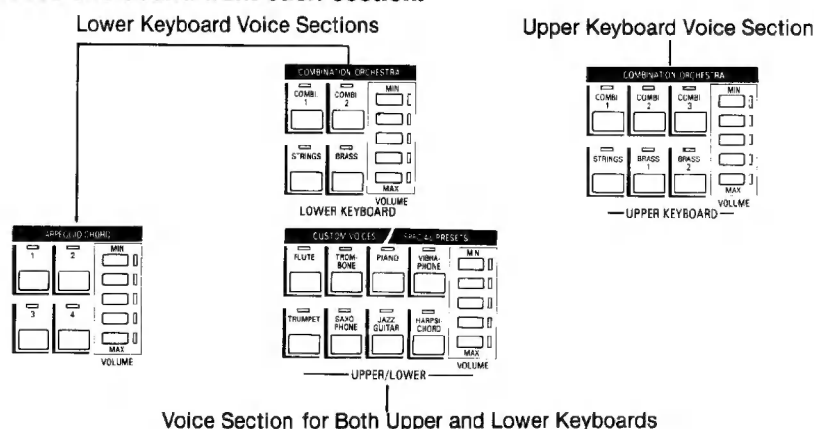 Lower Keyboard Voice Sections
Upper Keyboard Voice Section
COMBINATION ORCHESTRA
COMBI. 1
COMBI 2
MIN
STRINGS
BRASS
MAX
VOLUME
LOWER KEYBOARD
COMBINATION ORCHESTRA
COMBI 1
COMBI 2
COMBI 3
MIN
STRINGS
BRASS 1
BRASS 2
MAX
VOLUME
UPPER KEYBOARD
ARPEGGIO CHORD
1
2
MIN
3
4
MAX
VOLUME
CUSTOM VOICES / SPECIAL PRESETS
FLUTE
TROM-
BONE
PIANO
VIBRA-
PHONE
MIN
TRUMPET
SAXO
PHONE
JAZZ
GUITAR
HARPSI-
CHORD
MAX
VOLUME
UPPER/LOWER
Voice Section for Both Upper and Lower Keyboards